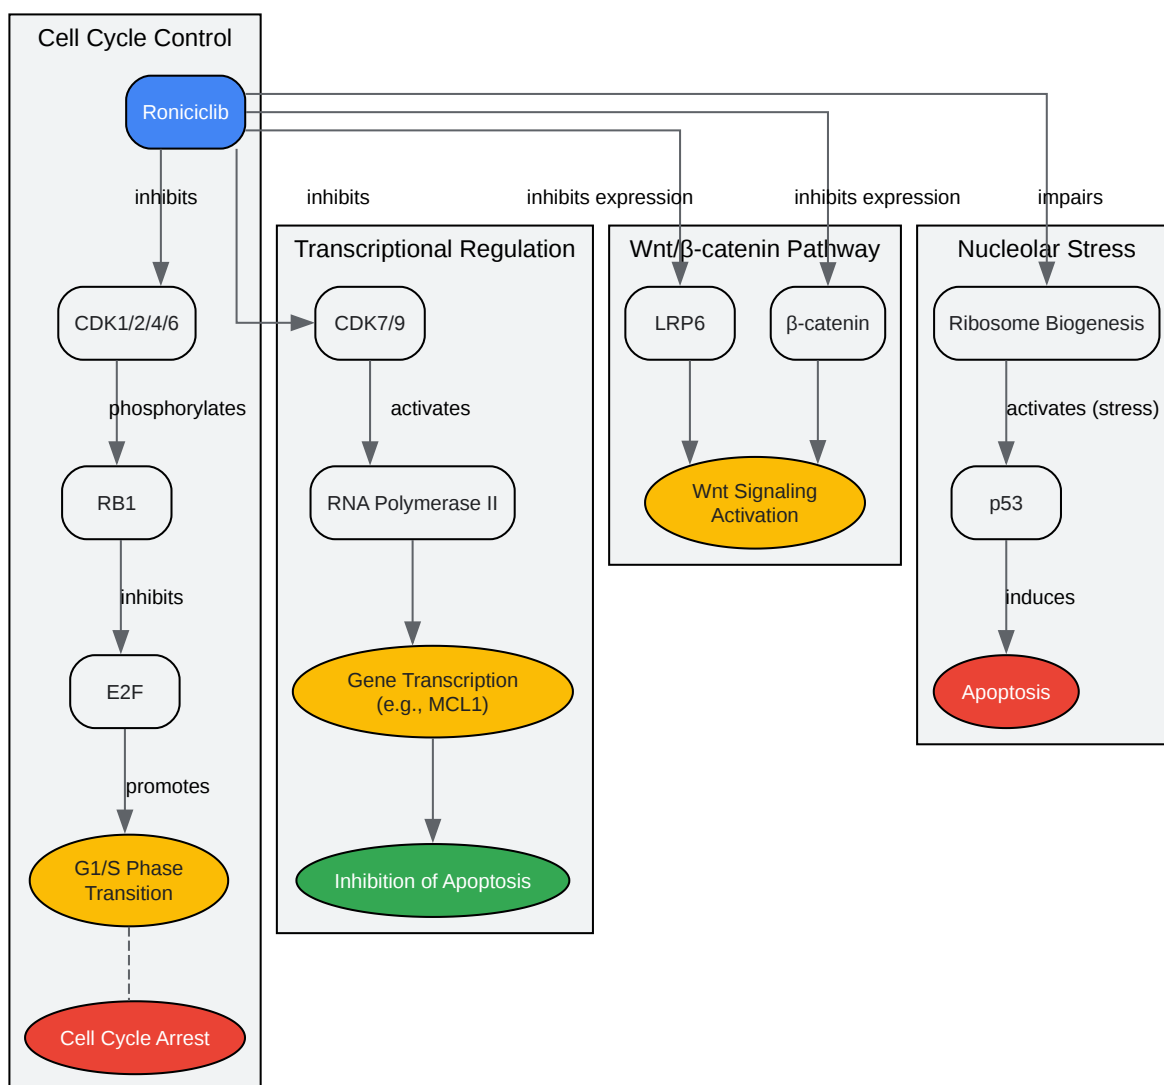 Cell Cycle Control
Roniciclib
inhibits
inhibits
inhibits expression
inhibits expression
impairs
Transcriptional Regulation
Wnt/β-catenin Pathway
Nucleolar Stress
CDK1/2/4/6
CDK7/9
LRP6
β-catenin
Ribosome Biogenesis
phosphorylates
activates
activates (stress)
RB1
RNA Polymerase II
Wnt Signaling
Activation
p53
inhibits
induces
E2F
Gene Transcription
(e.g., MCL1)
Apoptosis
promotes
G1/S Phase
Transition
Inhibition of Apoptosis
Cell Cycle Arrest